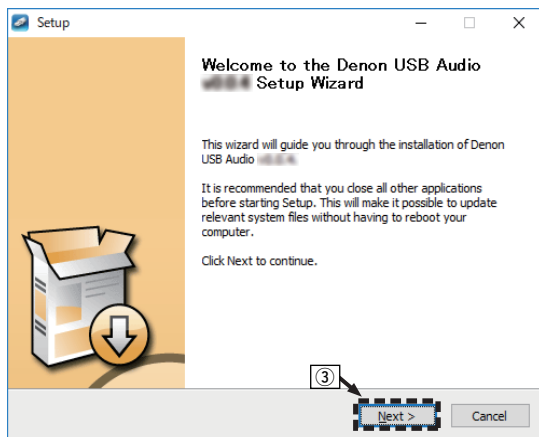 Setup
Welcome to the Denon USB Audio
Setup Wizard
This wizard will guide you through the installation of Denon
USB Audio
It is recommended that you close all other applications
before starting Setup. This will make it possible to update
relevant system files without having to reboot your
computer.
Click Next to continue.
③
Next >
Cancel